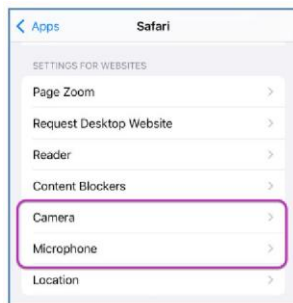 Apps Safari
SETTINGS FOR WEBSITES
Page Zoom
Request Desktop Website
Reader
Content Blockers
Camera
Microphone
Location